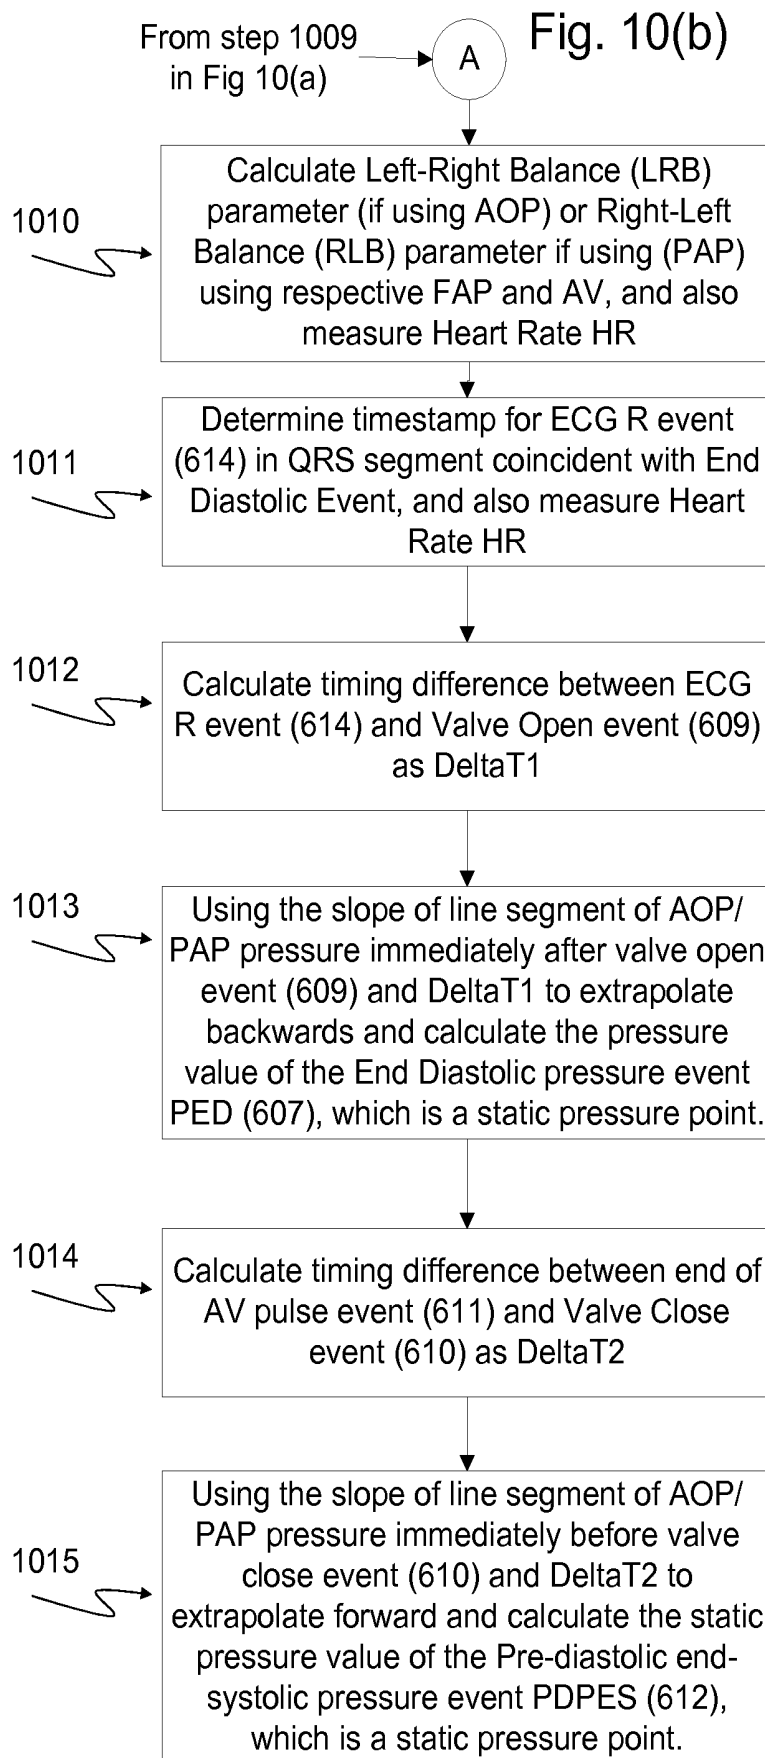 Fig. 10(b)
From step 1009
in Fig 10(a)
A
1010
Calculate Left-Right Balance (LRB)
parameter (if using AOP) or Right-Left
Balance (RLB) parameter if using (PAP)
using respective FAP and AV, and also
measure Heart Rate HR
1011
Determine timestamp for ECG R event
(614) in QRS segment coincident with End
Diastolic Event, and also measure Heart
Rate HR
1012
Calculate timing difference between ECG
R event (614) and Valve Open event (609)
as DeltaT1
1013
Using the slope of line segment of AOP/
PAP pressure immediately after valve open
event (609) and DeltaT1 to extrapolate
backwards and calculate the pressure
value of the End Diastolic pressure event
PED (607), which is a static pressure point.
1014
Calculate timing difference between end of
AV pulse event (611) and Valve Close
event (610) as DeltaT2
1015
Using the slope of line segment of AOP/
PAP pressure immediately before valve
close event (610) and DeltaT2 to
extrapolate forward and calculate the static
pressure value of the Pre-diastolic end-
systolic pressure event PDPES (612),
which is a static pressure point.